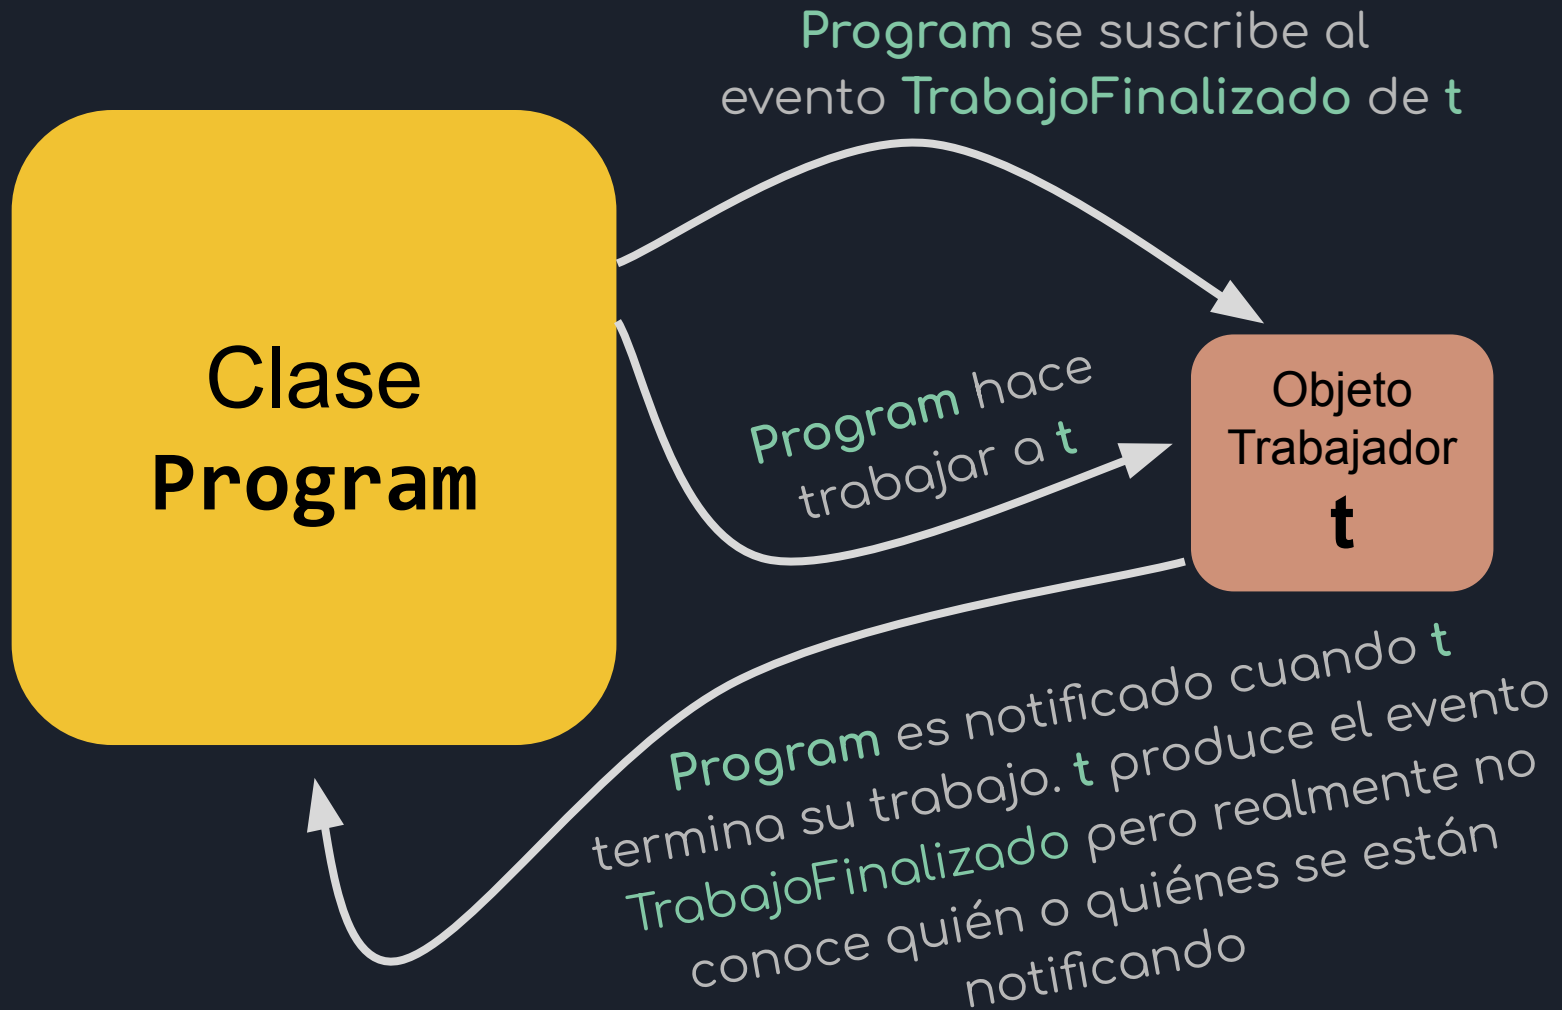 Program se suscribe al
evento TrabajoFinalizado de t
Clase
Program
Program hace
trabajar a t
Objeto
Trabajador
t
Program es notificado cuando t
termina su trabajo. t produce el evento
TrabajoFinalizado pero realmente no
conoce quién o quiénes se están
notificando